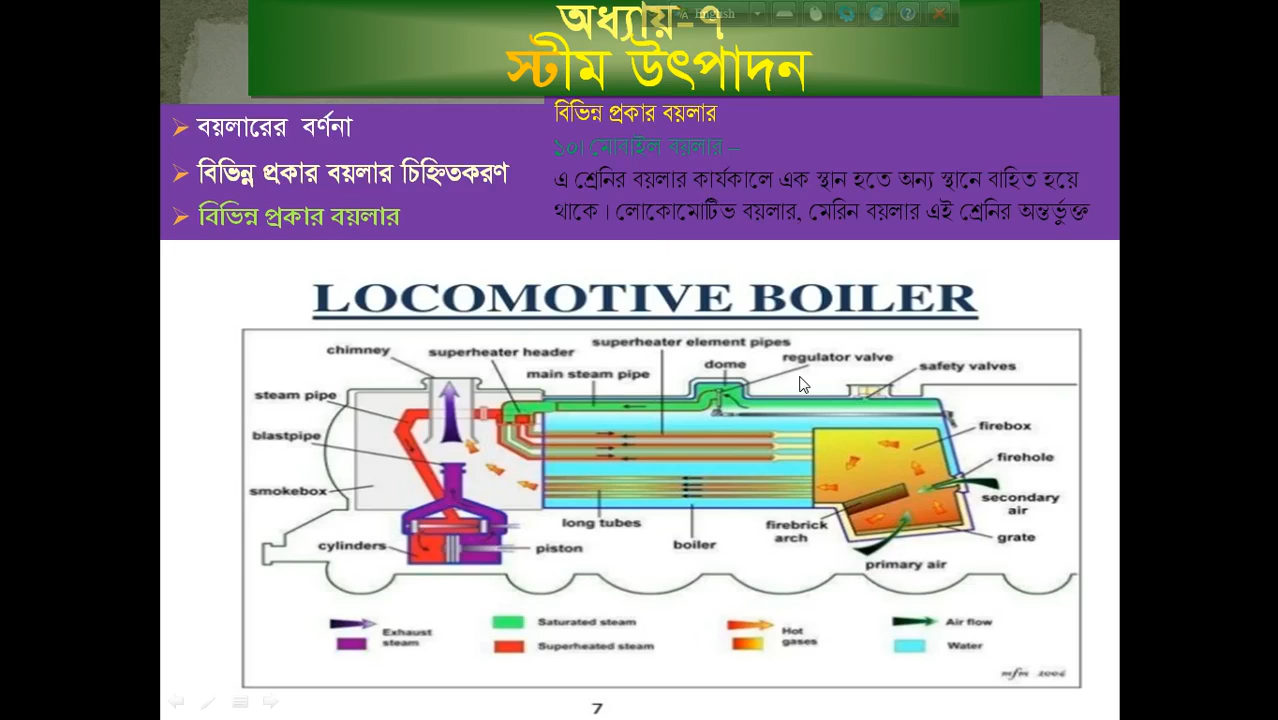 অধ্যায়-৭
English
স্টীম উৎপাদন
বয়লারের বর্ণনা
বিভিন্ন প্রকার বয়লার চিহ্নিতকরণ
বিভিন্ন প্রকার বয়লার
বিভিন্ন প্রকার বয়লার
১০। মোবাইল বয়লার –
এ শ্রেনির বয়লার কার্যকালে এক স্থান হতে অন্য স্থানে বাহিত হয়ে
থাকে। লোকোমোটিভ বয়লার, মেরিন বয়লার এই শ্রেনির অন্তর্ভুক্ত
LOCOMOTIVE BOILER
chimney
superheater header
superheater element pipes
main steam pipe
dome
regulator valve
safety valves
steam pipe
blastpipe
smokebox
cylinders
piston
long tubes
boiler
firebrick
arch
primary air
firebox
firehole
secondary
air
grate
Exhaust
steam
Saturated steam
Superheated steam
Hot
gases
Air flow
Water
mfm 2006
7